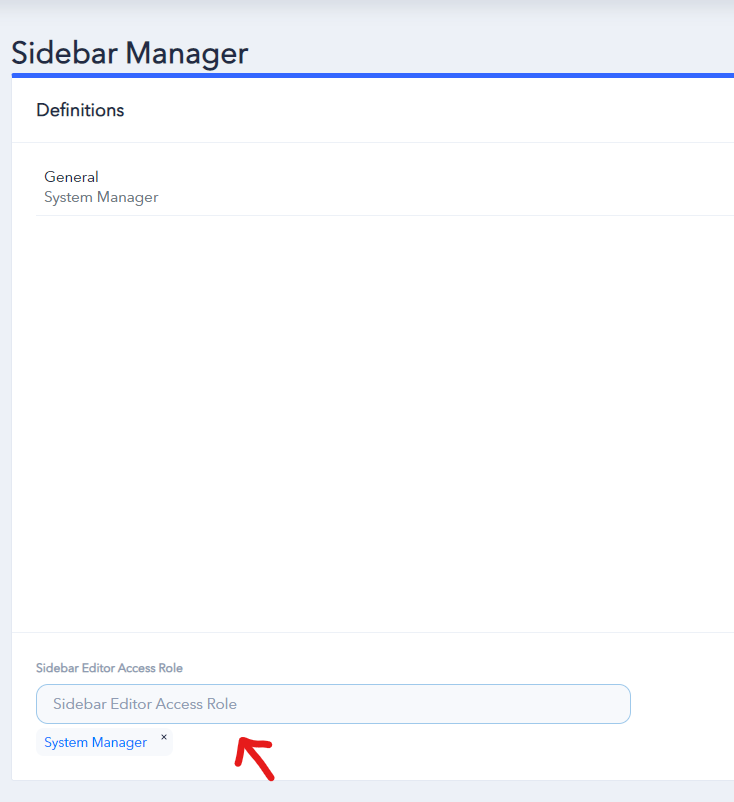 Sidebar Manager
Definitions
General
System Manager
Sidebar Editor Access Role
Sidebar Editor Access Role
System Manager ×